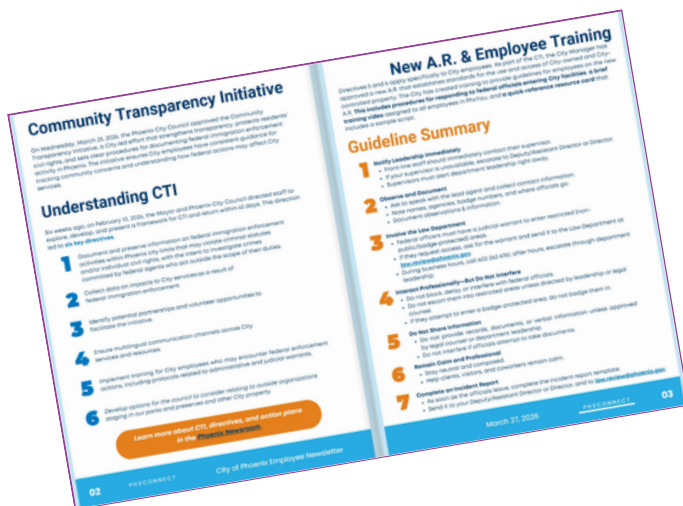 Community Transparency Initiative
On Wednesday, March 25, 2026, the Phoenix City Council approved the Community
Transparency Initiative, a City led effort that strengthens transparency, protects residents'
civil rights, and sets clear procedures for documenting federal immigration enforcement
activity in Phoenix. The initiative ensures City employees have consistent guidance for
tracking community concerns and understanding how federal actions may affect City
services.
Understanding CTI
Six weeks ago, on February 10, 2026, the Mayor and Phoenix City Council directed staff to
explore, develop, and present a framework for CTI and return within 45 days. This direction
led to six key directives.
1 Document and preserve information on federal immigration enforcement
activities within Phoenix City limits that may violate criminal statutes
and/or individual civil rights, with the intent to investigate crimes
committed by federal agents who act outside the scope of their duties.
2 Collect data on impacts to City services as a result of
federal immigration enforcement.
3 Identify potential partnerships and volunteer opportunities to
facilitate the initiative.
4 Ensure multilingual communication channels across City
services and resources.
5 Implement training for City employees who may encounter federal enforcement
actions, including protocols related to administrative and judicial warrants.
6 Develop options for the council to consider relating to outside organizations
staging in our parks and preserves and other City property.
Learn more about CTI, directives, and action plans
in the Phoenix Newsroom.
02
PHXCONNECT
City of Phoenix Employee Newsletter
New A.R. & Employee Training
Directives 5 and 6 apply specifically to City employees. As part of the CTI, the City Manager has
approved a new A.R. that establishes standards for the use and access of City-owned and City-
controlled property. The City has created training to provide guidelines for employees on the new
A.R. This includes procedures for responding to federal officials entering City facilities, a brief
training video assigned to all employees in PHXYou, and a quick-reference resource card that
includes a sample script.
Guideline Summary
1 Notify Leadership Immediately
• Front-line staff should immediately contact their supervisor.
• If your supervisor is unavailable, escalate to Deputy/Assistant Director or Director.
• Supervisors must alert department leadership right away.
2 Observe and Document
• Ask to speak with the lead agent and collect contact information.
• Note names, agencies, badge numbers, and where officials go.
• Document observations & information.
3 Involve the Law Department
• Federal officers must have a judicial warrant to enter restricted (non-
public/badge-protected) areas.
• If they request access, ask for the warrant and send it to the Law Department at
law.review@phoenix.gov
• During business hours, call 602-262-6761; after hours, escalate through department
leadership.
4 Interact Professionally—But Do Not Interfere
• Do not block, delay, or interfere with federal officials.
• Do not escort them into restricted areas unless directed by leadership or legal
counsel.
• If they attempt to enter a badge-protected area, do not badge them in.
5 Do Not Share Information
• Do not provide records, documents, or verbal information unless approved
by legal counsel or department leadership.
• Do not interfere if officials attempt to take documents.
6 Remain Calm and Professional
• Stay neutral and composed.
• Help clients, visitors, and coworkers remain calm.
7 Complete an Incident Report
• As soon as the officials leave, complete the incident report template.
• Send it to your Deputy/Assistant Director or Director, and to law.review@phoenix.gov
March 27, 2026
PHXCONNECT
03